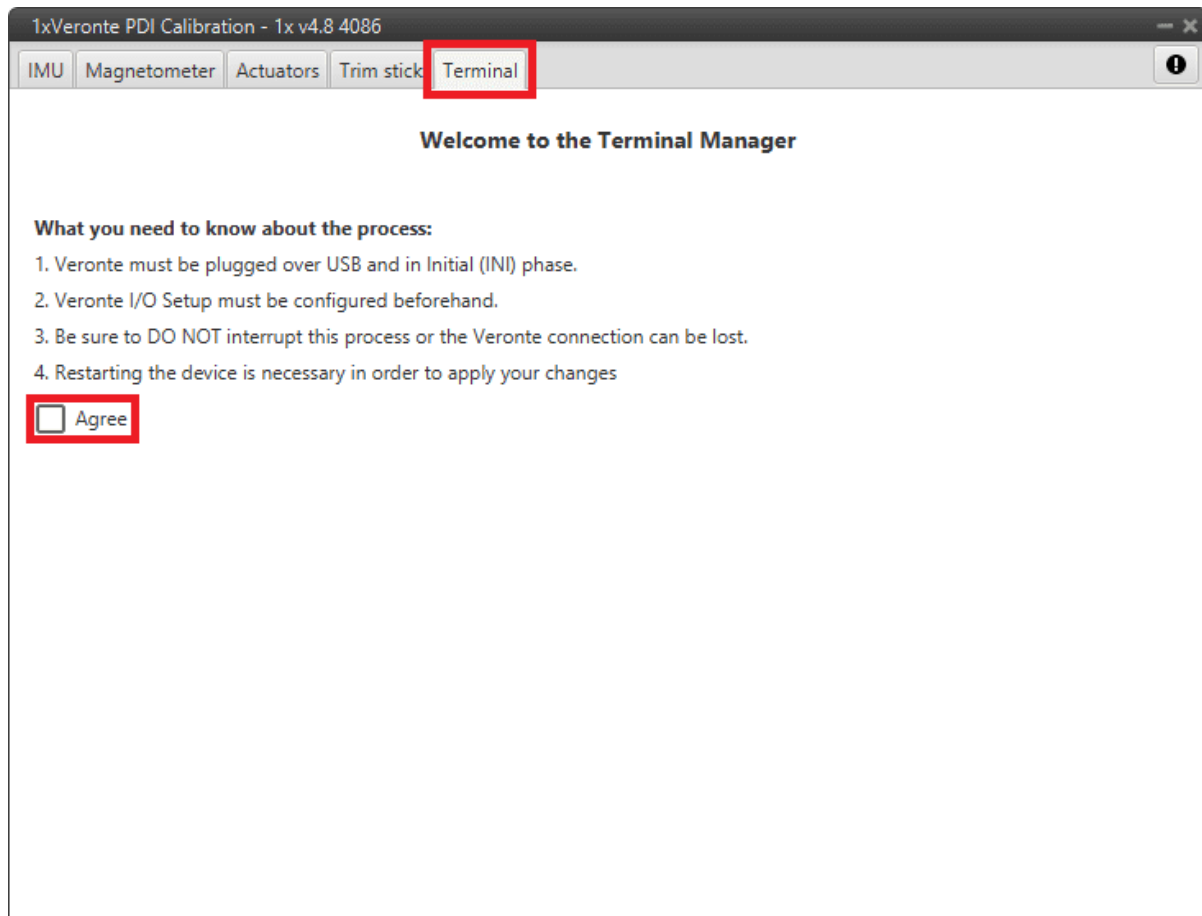 1xVeronte PDI Calibration - 1x v4.8 4086
IMU Magnetometer Actuators Trim stick Terminal
Welcome to the Terminal Manager
What you need to know about the process:
1. Veronte must be plugged over USB and in Initial (INI) phase.
2. Veronte I/O Setup must be configured beforehand.
3. Be sure to DO NOT interrupt this process or the Veronte connection can be lost.
4. Restarting the device is necessary in order to apply your changes
Agree